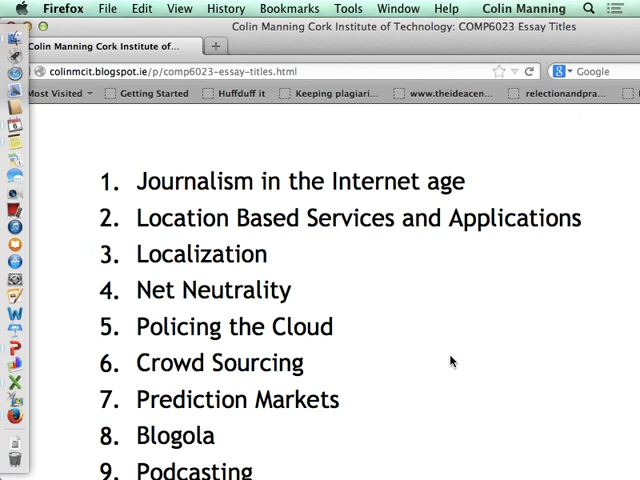 Firefox File Edit View History Bookmarks Tools Window Help Colin Manning
Colin Manning Cork Institute of Technology: COMP6023 Essay Titles
Colin Manning Cork Institute of...
colinmcit.blogspot.ie/p/comp6023-essay-titles.html Google
Most Visited Getting Started Huffduff it Keeping plagiari... www.theideacen... relectionandpra...
1. Journalism in the Internet age
2. Location Based Services and Applications
3. Localization
4. Net Neutrality
5. Policing the Cloud
6. Crowd Sourcing
7. Prediction Markets
8. Blogola
9. Podcasting